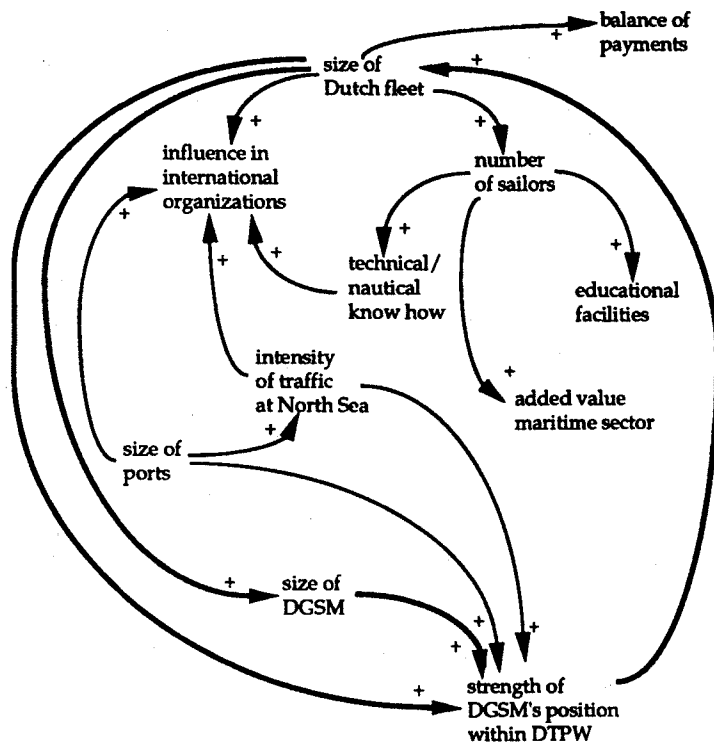 balance of
payments
+
size of
Dutch fleet
+
+
+
influence in
international
organizations
number
of sailors
+
+
+
+
+
technical/
nautical
know how
educational
facilities
intensity
of traffic
at North Sea
+
added value
maritime sector
+
size of
ports
+
size of
DGSM
+
+
+
+
strength of
DGSM's position
within DTPW